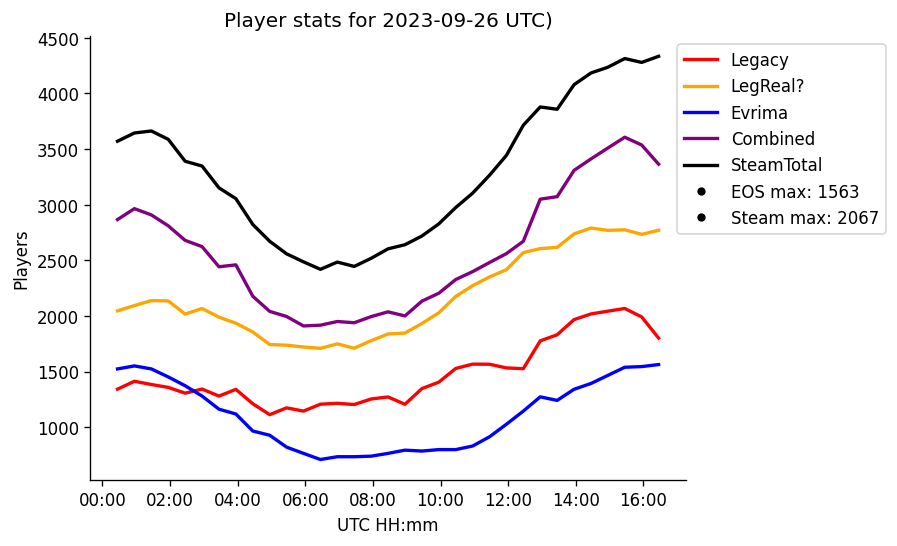 Player stats for 2023-09-26 UTC)
Players
4500
4000
3500
3000
2500
2000
1500
1000
00:00 02:00 04:00 06:00 08:00 10:00 12:00 14:00 16:00
UTC HH:mm
Legacy
LegReal?
Evrima
Combined
SteamTotal
EOS max: 1563
Steam max: 2067